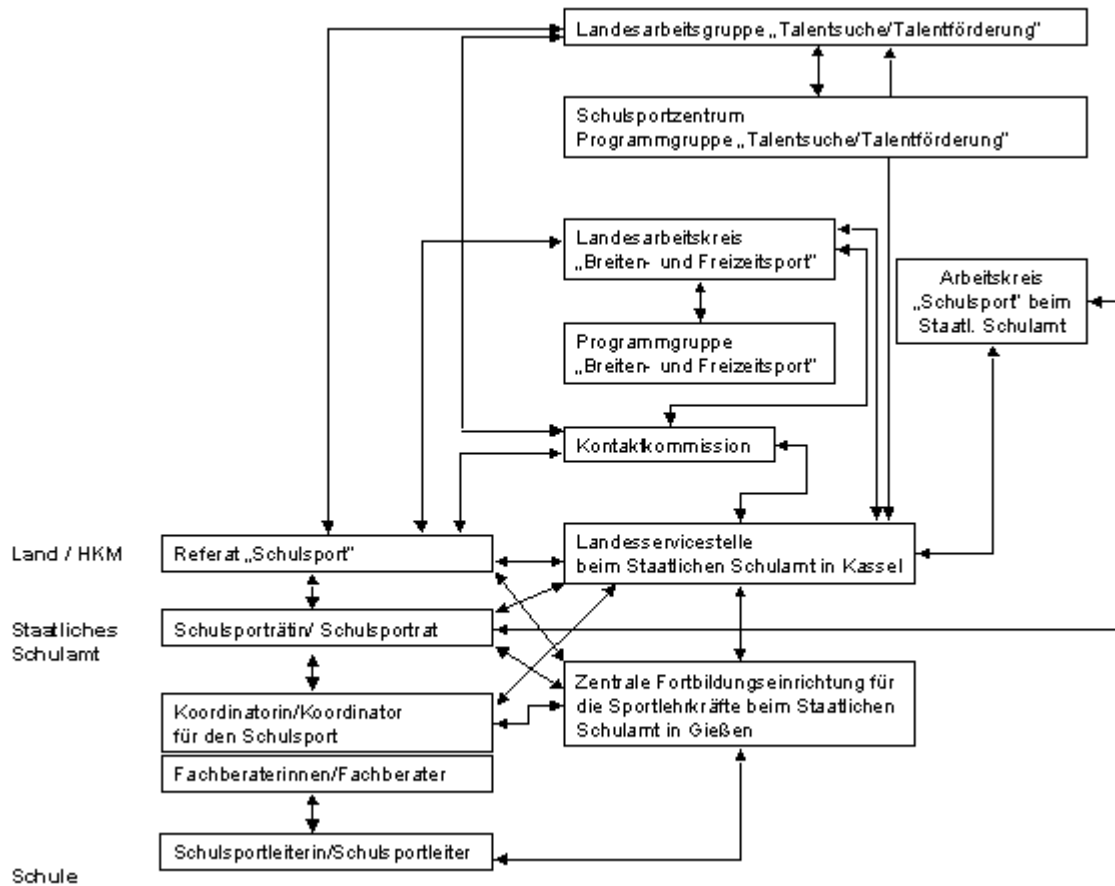 Landesarbeitsgruppe „Talentsuche/Talentförderung"
Schulsportzentrum
Programmgruppe „Talentsuche/Talentförderung"
Landesarbeitskreis
„Breiten- und Freizeitsport"
Arbeitskreis
„Schulsport" beim
Staatl. Schulamt
Programmgruppe
„Breiten- und Freizeitsport"
Kontaktkommission
Land / HKM
Referat „Schulsport"
Landesservicestelle
beim Staatlichen Schulamt in Kassel
Staatliches
Schulamt
Schulsporträtin/ Schulsportrat
Zentrale Fortbildungseinrichtung für
die Sportlehrkräfte beim Staatlichen
Schulamt in Gießen
Koordinatorin/Koordinator
für den Schulsport
Fachberaterinnen/Fachberater
Schulsportleiterin/Schulsportleiter
Schule